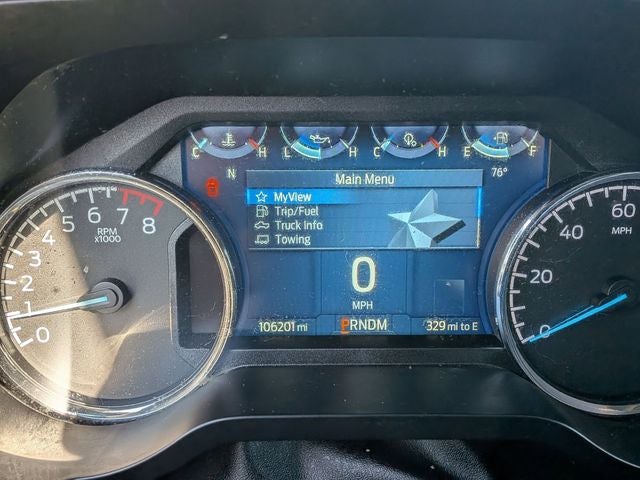 C H L H C H E F
N Main Menu 76°
MyView
Trip/Fuel
Truck Info
Towing
0
MPH
106201 mi PRNDM 329 mi to E
0 1 2 3 4 5 6 7 8
RPM
x1000
0 20 40 60
MPH